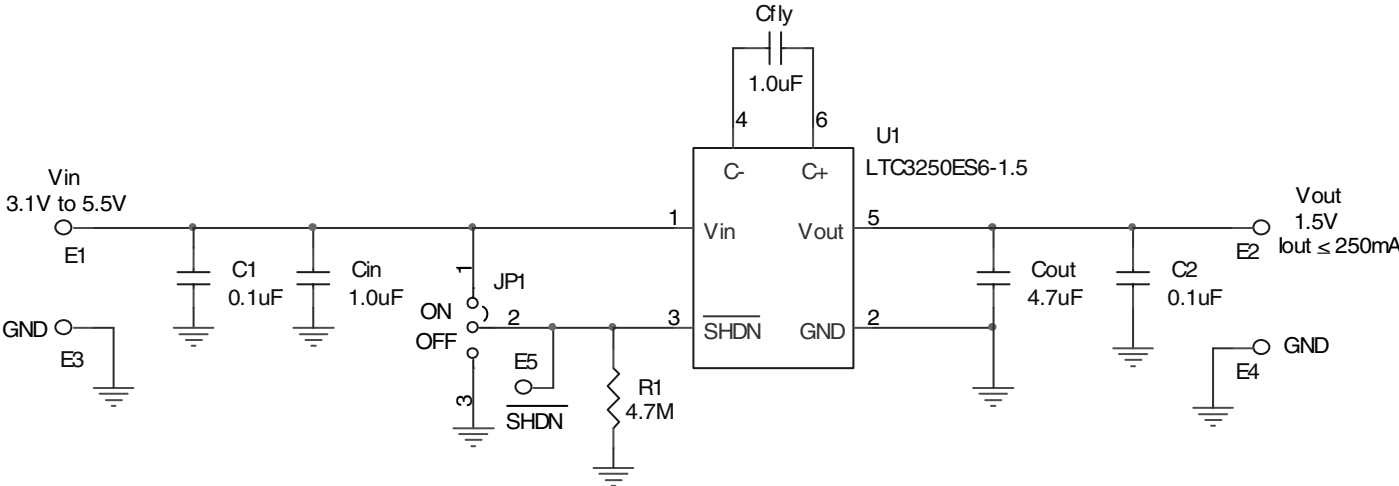 Cfly
1.0uF
4
6
U1
LTC3250ES6-1.5
C-
C+
Vin
3.1V to 5.5V
E1
1
Vin
Vout
5
Vout
1.5V
Iout ≤ 250mA
E2
C1
0.1uF
Cin
1.0uF
1
JP1
ON
OFF
2
3
SHDN
GND
2
Cout
4.7uF
C2
0.1uF
GND
E3
E5
SHDN
3
R1
4.7M
GND
E4